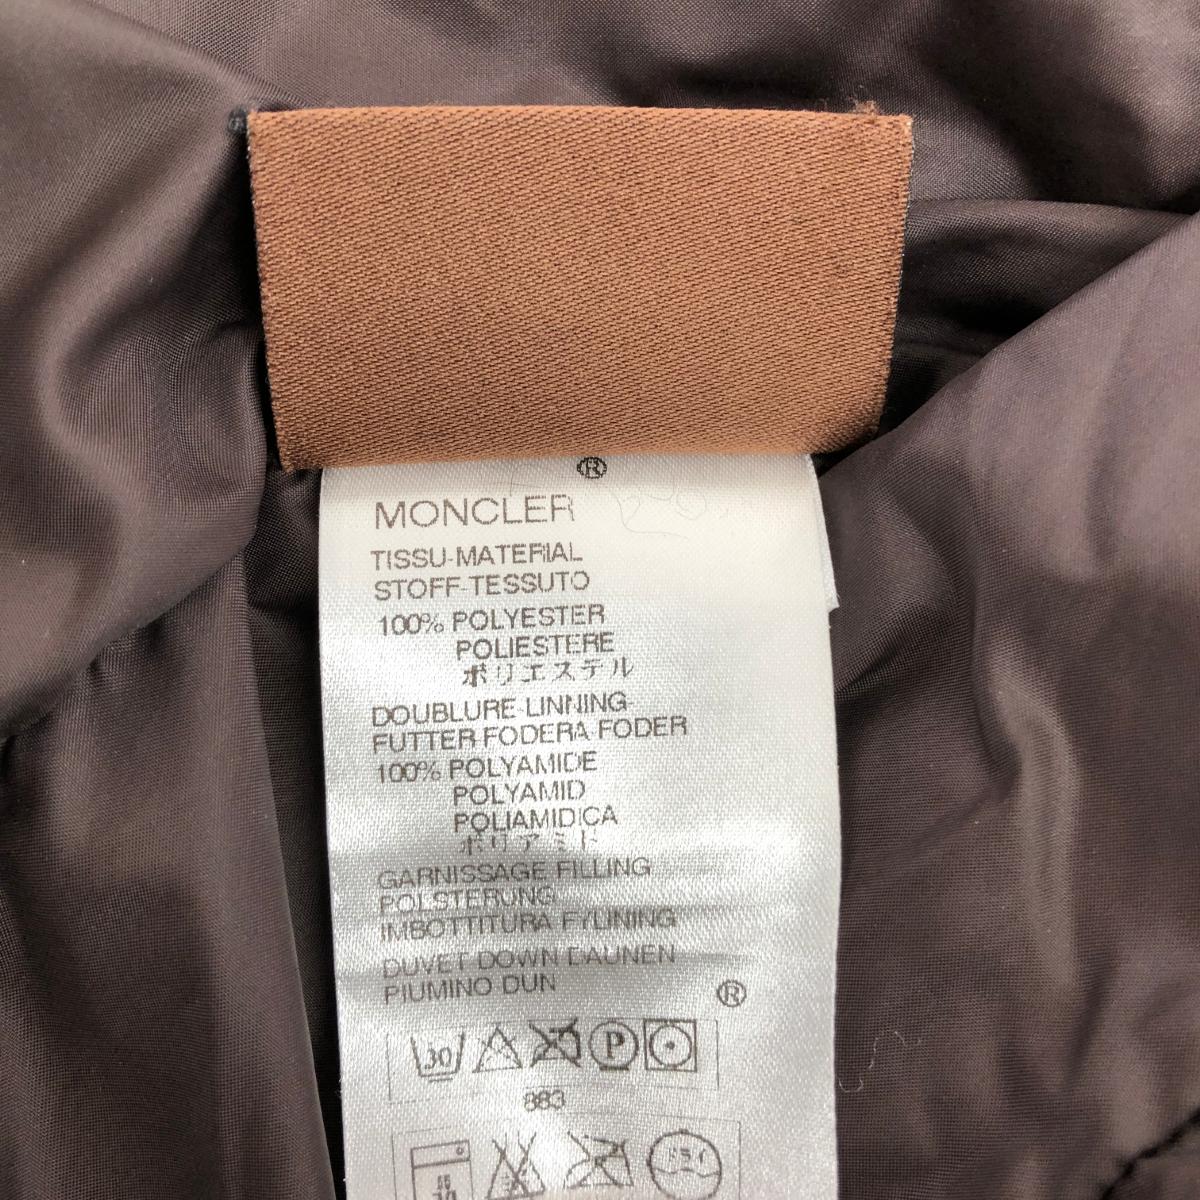 ®
MONCLER
TISSU-MATERIAL
STOFF-TESSUTO
100% POLYESTER
POLIESTERE
ポリエステル
DOUBLURE-LINNING-
FUTTER-FODERA-FODER
100% POLYAMIDE
POLYAMID
POLIAMIDICA
ポリアミド
GARNISSAGE FILLING
POLSTERUNG
IMBOTTITURA FYLINING
DUVET DOWN DAUNEN
PIUMINO DUN
®
30 P
883